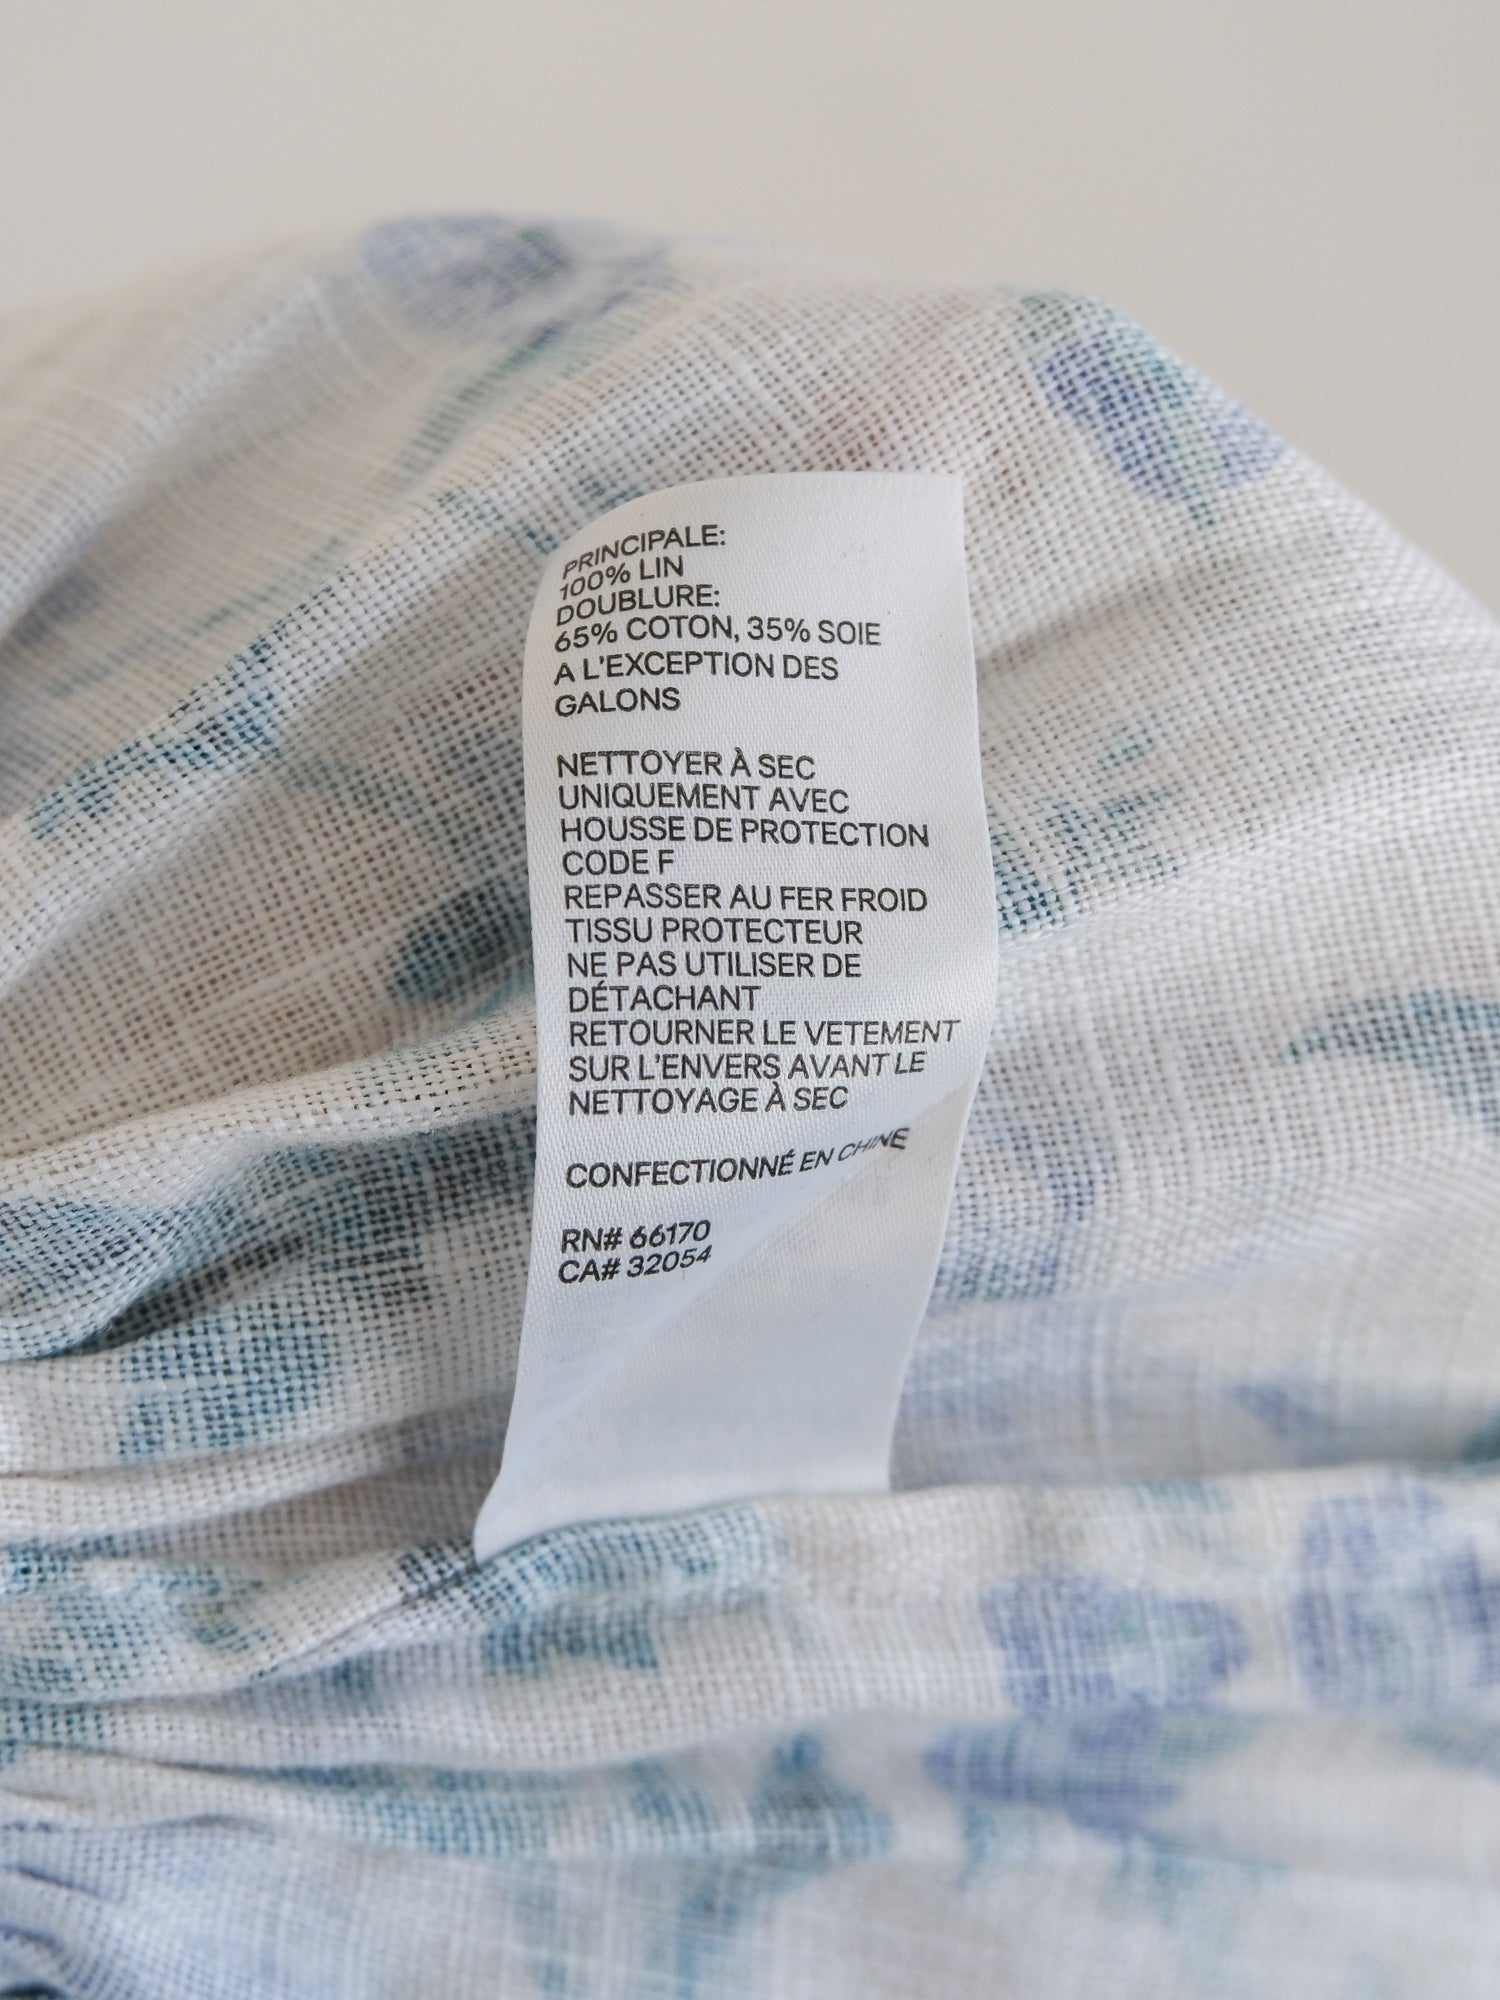 PRINCIPALE:
100% LIN
DOUBLURE:
65% COTON, 35% SOIE
A L'EXCEPTION DES
GALONS
NETTOYER À SEC
UNIQUEMENT AVEC
HOUSSE DE PROTECTION
CODE F
REPASSER AU FER FROID
TISSU PROTECTEUR
NE PAS UTILISER DE
DÉTACHANT
RETOURNER LE VETEMENT
SUR L'ENVERS AVANT LE
NETTOYAGE À SEC
CONFECTIONNÉ EN CHINE
RN# 66170
CA# 32054